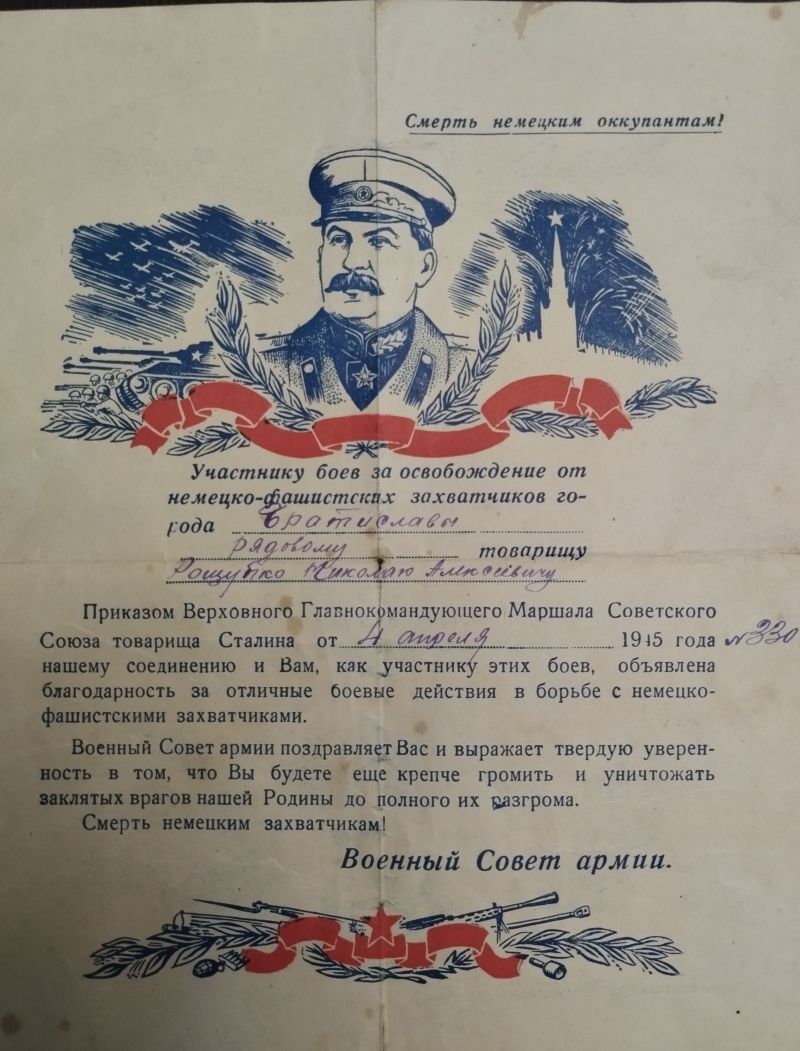 Смерть немецким оккупантам!
Участнику боев за освобождение от
немецко-фашистских захватчиков го-
рода Братиславы
рядовому товарищу
Рощупко Николаю Алексеевичу
Приказом Верховного Главнокомандующего Маршала Советского
Союза товарища Сталина от 4 апреля 1945 года № 330
нашему соединению и Вам, как участнику этих боев, объявлена
благодарность за отличные боевые действия в борьбе с немецко-
фашистскими захватчиками.
Военный Совет армии поздравляет Вас и выражает твердую уверен-
ность в том, что Вы будете еще крепче громить и уничтожать
заклятых врагов нашей Родины до полного их разгрома.
Смерть немецким захватчикам!
Военный Совет армии.